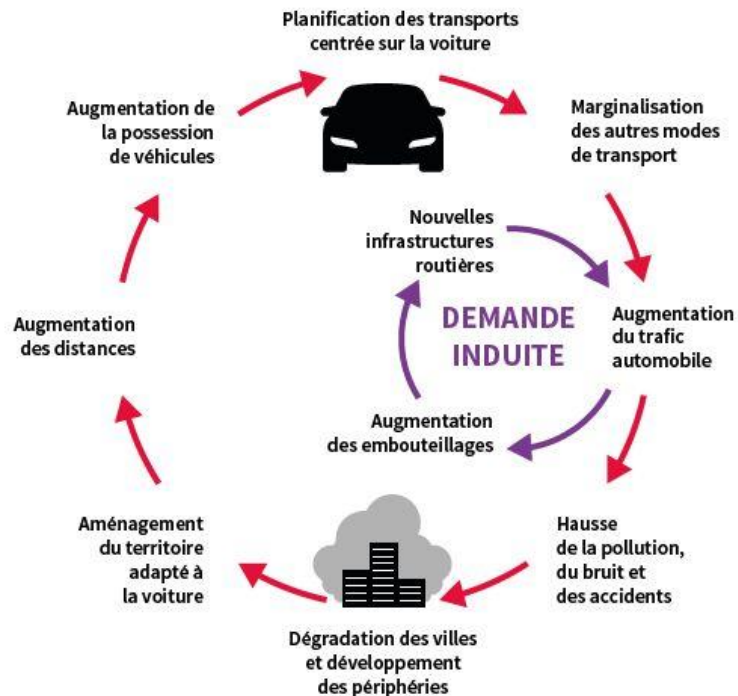 Planification des transports
centrée sur la voiture
Marginalisation
des autres modes
de transport
Augmentation
du trafic
automobile
Hausse
de la pollution,
du bruit et
des accidents
Dégradation des villes
et développement
des périphéries
Aménagement
du territoire
adapté à
la voiture
Augmentation
des distances
Augmentation de
la possession
de véhicules
Nouvelles
infrastructures
routières
DEMANDE
INDUITE
Augmentation
des embouteillages